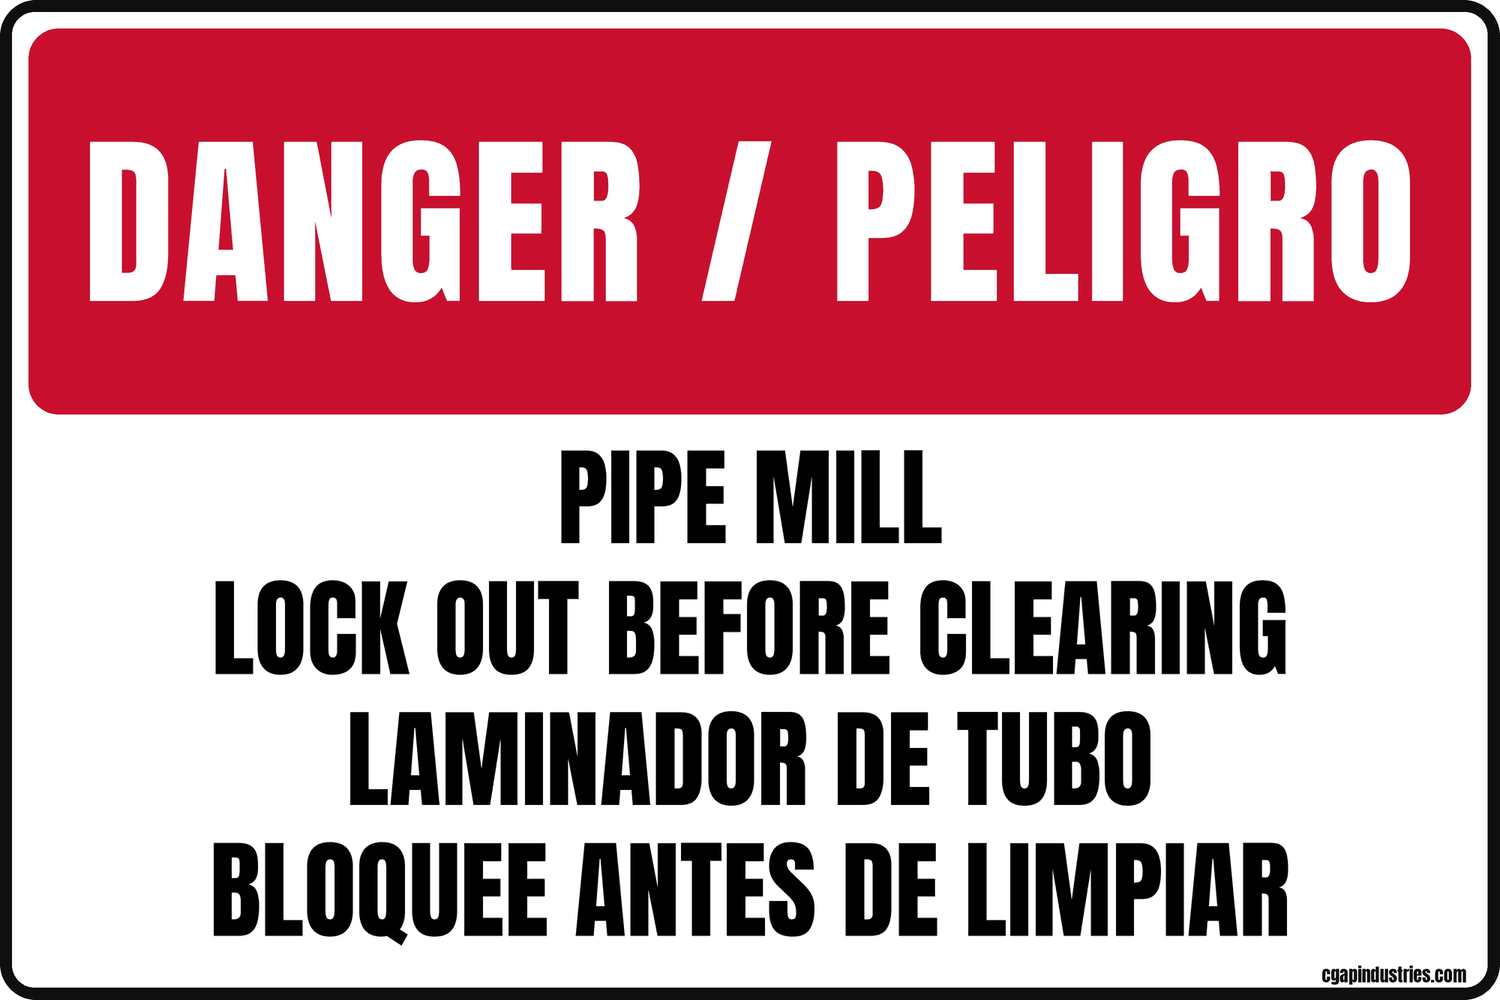 DANGER / PELIGRO
PIPE MILL
LOCK OUT BEFORE CLEARING
LAMINADOR DE TUBO
BLOQUEE ANTES DE LIMPIAR
cgapindustries.com